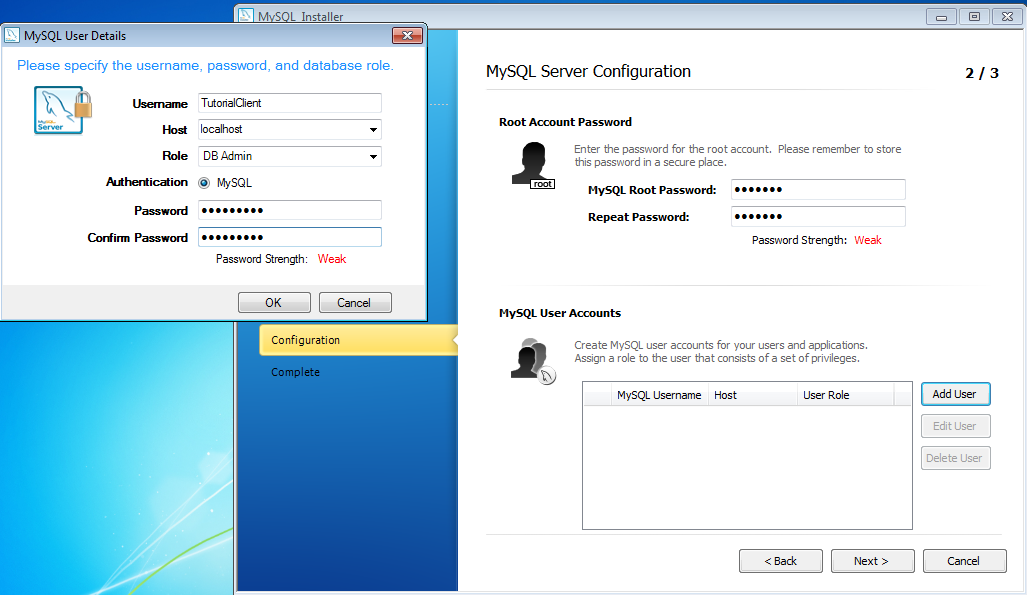 MySQL Installer
MySQL User Details
Please specify the username, password, and database role.
MySQL
Server
Username TutorialClient
Host localhost
Role DB Admin
Authentication MySQL
Password •••••••••
Confirm Password •••••••••
Password Strength: Weak
OK Cancel
Configuration
Complete
MySQL Server Configuration 2 / 3
Root Account Password
Enter the password for the root account. Please remember to store
this password in a secure place.
root
MySQL Root Password: •••••••
Repeat Password: •••••••
Password Strength: Weak
MySQL User Accounts
Create MySQL user accounts for your users and applications.
Assign a role to the user that consists of a set of privileges.
MySQL Username Host User Role
Add User
Edit User
Delete User
< Back Next > Cancel